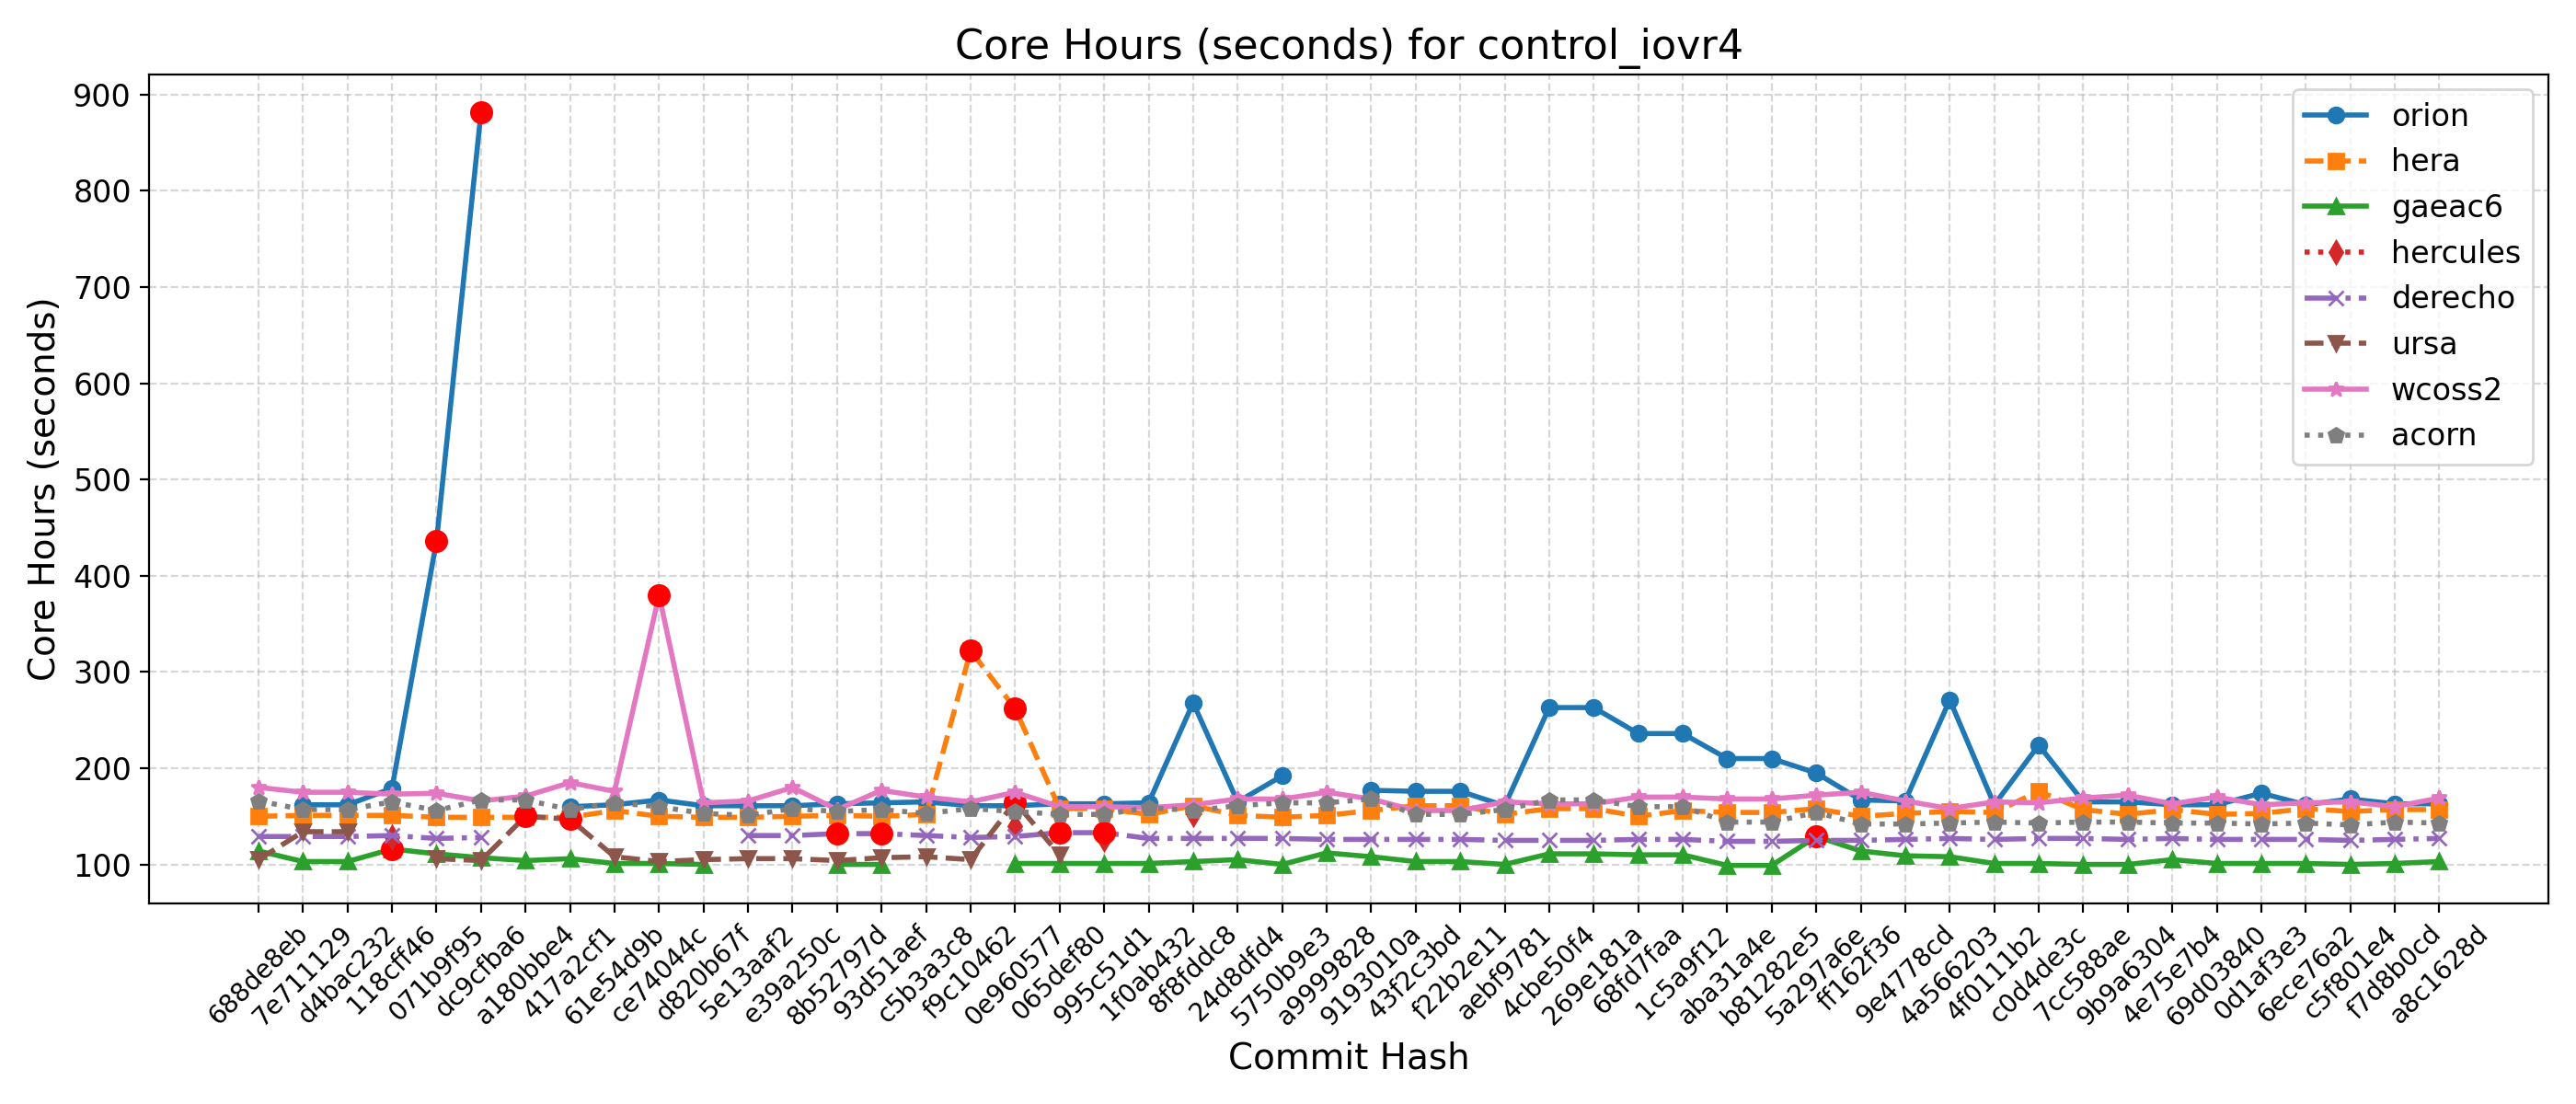 Core Hours (seconds) for control_iovr4
Core Hours (seconds)
900
800
700
600
500
400
300
200
100
orion
hera
gaeac6
hercules
derecho
ursa
wcoss2
acorn
688de8eb
7e711129
d4bac232
118cff46
071b9f95
dc9cfba6
a180bbe4
417a2cf1
61e54d9b
ce74044c
d820b67f
5e13aaf2
e39a250c
8b52797d
93d51aef
c5b3a3c8
f9c10462
0e960577
065def80
995c51d1
1f0ab432
8f8fddc8
24d8dfd4
5750b9e3
a9999828
9193010a
43f2c3bd
f22b2e11
aebf9781
4cbe50f4
269e181a
68fd7faa
1c5a9f12
aba31a4e
b81282e5
5a297a6e
ff162f36
9e4778cd
4a566203
4f0111b2
c0d4de3c
7cc588ae
9b9a6304
4e75e7b4
69d03840
0d1af3e3
6ece76a2
c5f801e4
f7d8b0cd
a8c1628d
Commit Hash